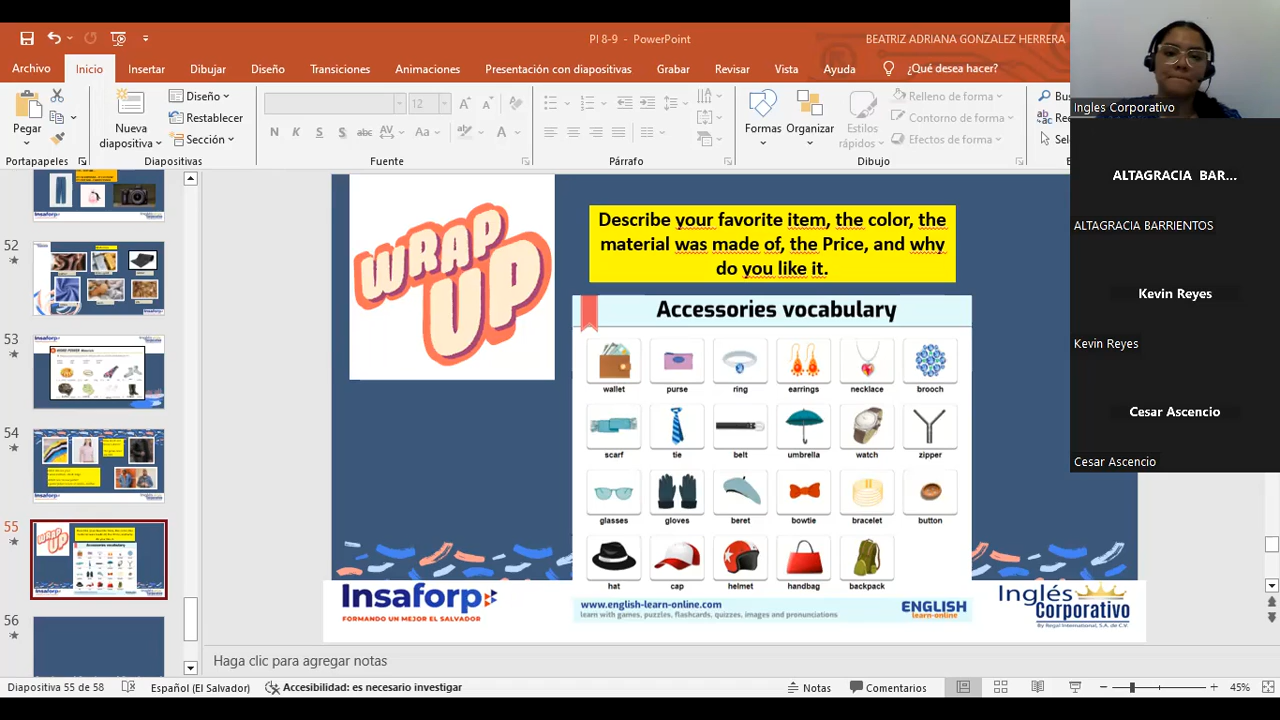 PI 8-9 - PowerPoint
BEATRIZ ADRIANA GONZALEZ HERRERA
Archivo
Inicio
Insertar
Dibujar
Diseño
Transiciones
Animaciones
Presentación con diapositivas
Grabar
Revisar
Vista
Ayuda
¿Qué desea hacer?
Pegar
Portapapeles
Nueva
diapositiva
Diseño
Restablecer
Sección
Diapositivas
12
N K S S abc AV Aa A
Fuente
Párrafo
Formas
Organizar
Estilos
rápidos
Relleno de forma
Contorno de forma
Efectos de forma
Dibujo
Ingles Corporativo
ALTAGRACIA BAR...
ALTAGRACIA BARRIENTOS
Kevin Reyes
Kevin Reyes
Cesar Ascencio
Cesar Ascencio
52
53
54
55
56
WRAP
UP
Describe your favorite item, the color, the
material was made of, the Price, and why
do you like it.
Accessories vocabulary
wallet purse ring earrings necklace brooch
scarf tie belt umbrella watch zipper
glasses gloves beret bowtie bracelet button
hat cap helmet handbag backpack
www.english-learn-online.com
learn with games, puzzles, flashcards, quizzes, images and pronunciations
ENGLISH
learn-online
Insaforp
FORMANDO UN MEJOR EL SALVADOR
Inglés
Corporativo
By Regal International, S.A. de C.V.
Haga clic para agregar notas
Diapositiva 55 de 58
Español (El Salvador)
Accesibilidad: es necesario investigar
Notas
Comentarios
45%